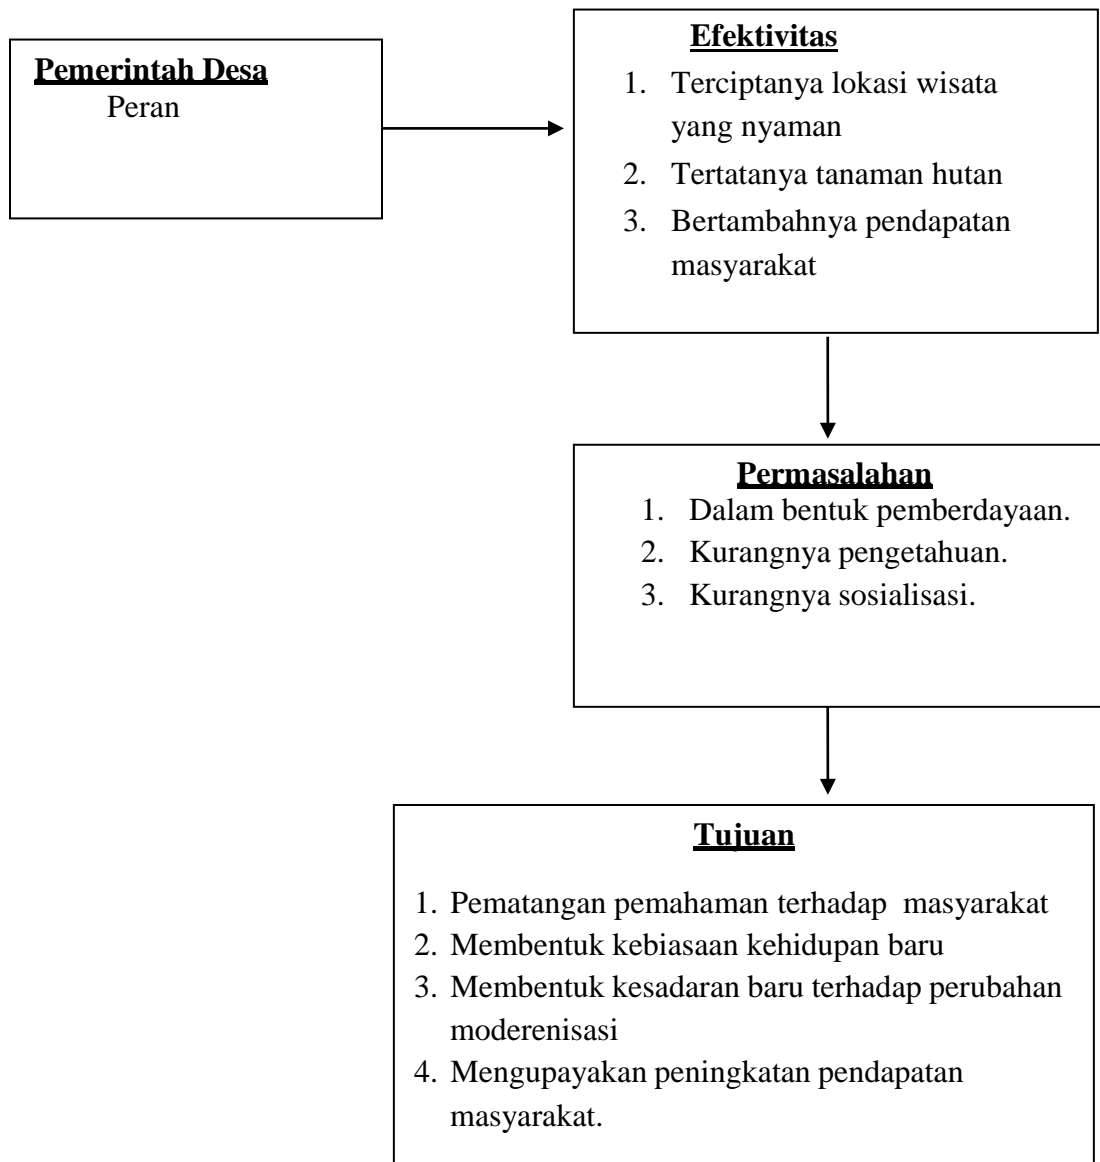 Pemerintah Desa
Peran
Efektivitas
1. Terciptanya lokasi wisata
yang nyaman
2. Tertatanya tanaman hutan
3. Bertambahnya pendapatan
masyarakat
Permasalahan
1. Dalam bentuk pemberdayaan.
2. Kurangnya pengetahuan.
3. Kurangnya sosialisasi.
Tujuan
1. Pematangan pemahaman terhadap masyarakat
2. Membentuk kebiasaan kehidupan baru
3. Membentuk kesadaran baru terhadap perubahan
moderenisasi
4. Mengupayakan peningkatan pendapatan
masyarakat.